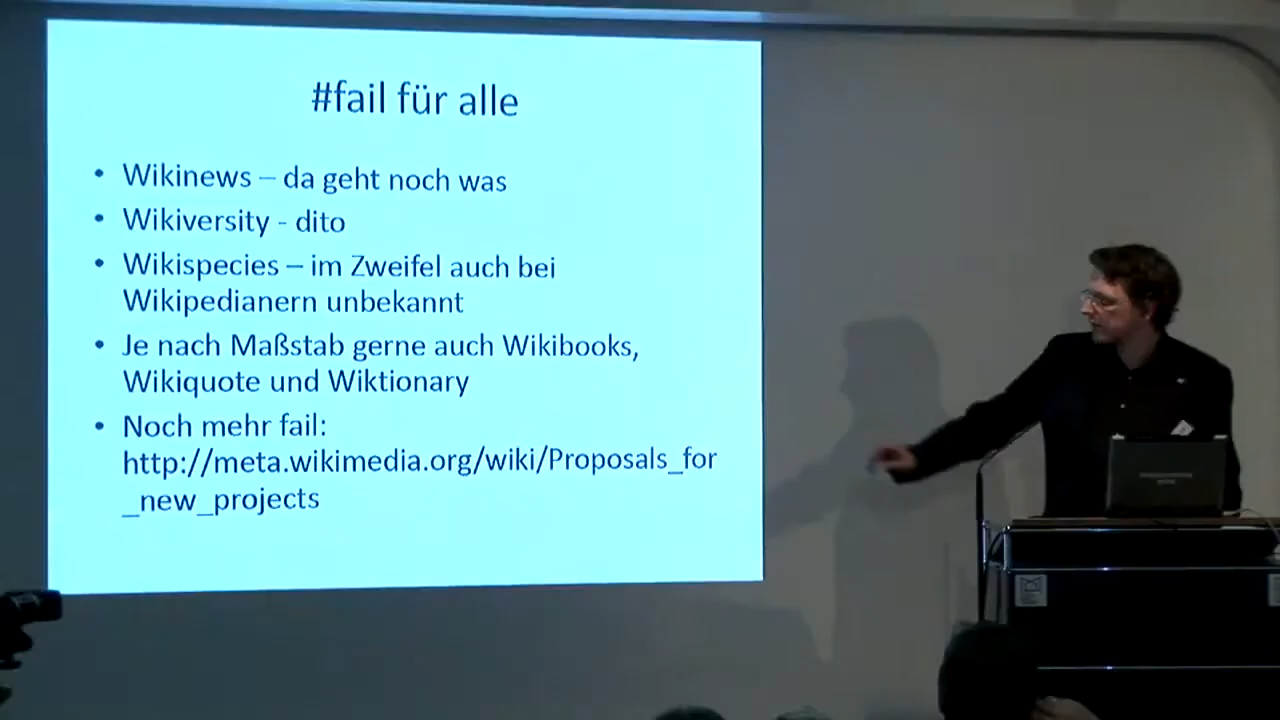 #fail für alle
• Wikinews – da geht noch was
• Wikiversity - dito
• Wikispecies – im Zweifel auch bei
Wikipedianern unbekannt
• Je nach Maßstab gerne auch Wikibooks,
Wikiquote und Wiktionary
• Noch mehr fail:
http://meta.wikimedia.org/wiki/Proposals_for
_new_projects